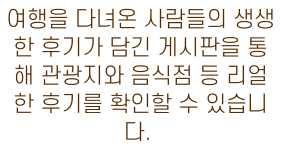 여행을 다녀온 사람들의 생생
한 후기가 담긴 게시판을 통
해 관광지와 음식점 등 리얼
한 후기를 확인할 수 있습니
다.